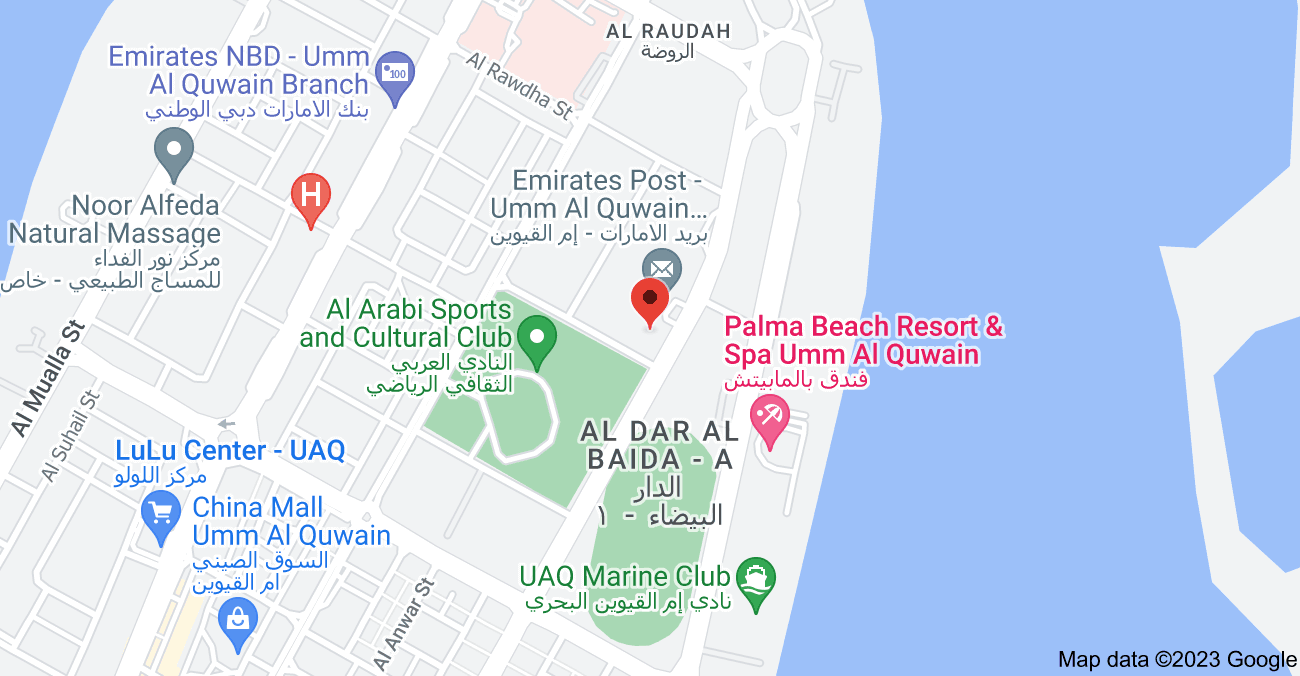 AL RAUDAH
الروضة
Emirates NBD - Umm
Al Quwain Branch
بنك الامارات دبي الوطني
Al Rawdha St
Noor Alfeda
Natural Massage
مركز نور الفداء
للمساج الطبيعي - خاص
H
Emirates Post -
Umm Al Quwain...
بريد الامارات - إم القيوين
Al Arabi Sports
and Cultural Club
النادي العربي
الثقافي الرياضي
Palma Beach Resort &
Spa Umm Al Quwain
فندق بالمابيتش
Al Mualla St
Al Suhail St
AL DAR AL
BAIDA - A
الدار
البيضاء - ١
LuLu Center - UAQ
مركز اللولو
China Mall
Umm Al Quwain
السوق الصيني
ام القيوين
UAQ Marine Club
نادي إم القيوين البحري
Al Anwar St
Map data ©2023 Google